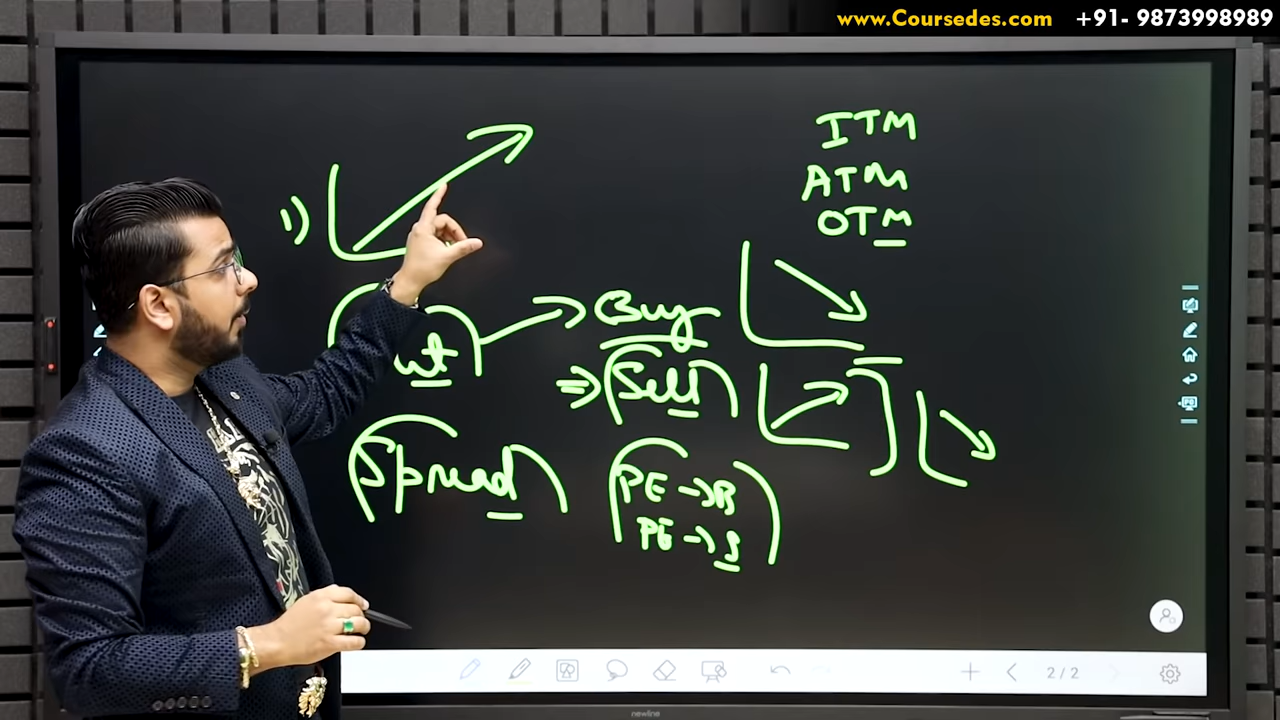 www.Coursedes.com +91- 9873998989
ITM
ATM
OTM
1)
Buy
Sell
Spread
PE → B
PE → S
2/2
newline